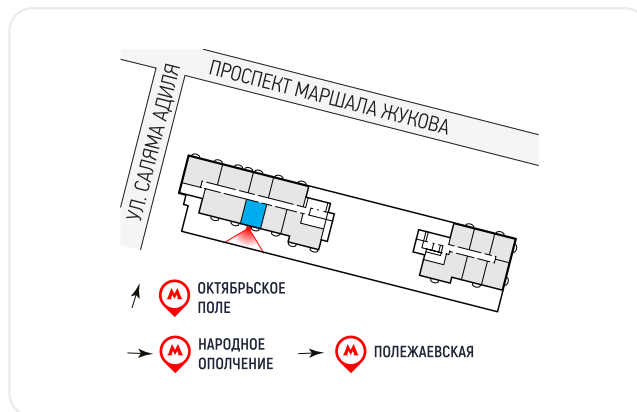 ПРОСПЕКТ МАРШАЛА ЖУКОВА
УЛ. САЛЯМА АДИЛЯ
ОКТЯБРЬСКОЕ
ПОЛЕ
НАРОДНОЕ
ОПОЛЧЕНИЕ
ПОЛЕЖАЕВСКАЯ